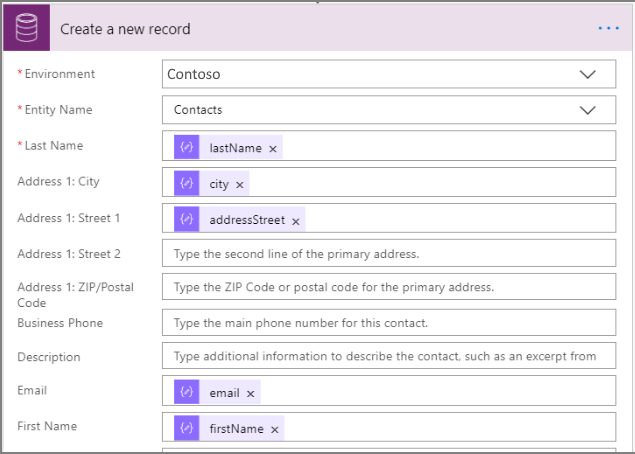 Create a new record
* Environment Contoso
* Entity Name Contacts
* Last Name {ƒ} lastName ×
Address 1: City {ƒ} city ×
Address 1: Street 1 {ƒ} addressStreet ×
Address 1: Street 2 Type the second line of the primary address.
Address 1: ZIP/Postal Code Type the ZIP Code or postal code for the primary address.
Business Phone Type the main phone number for this contact.
Description Type additional information to describe the contact, such as an excerpt from
Email {ƒ} email ×
First Name {ƒ} firstName ×